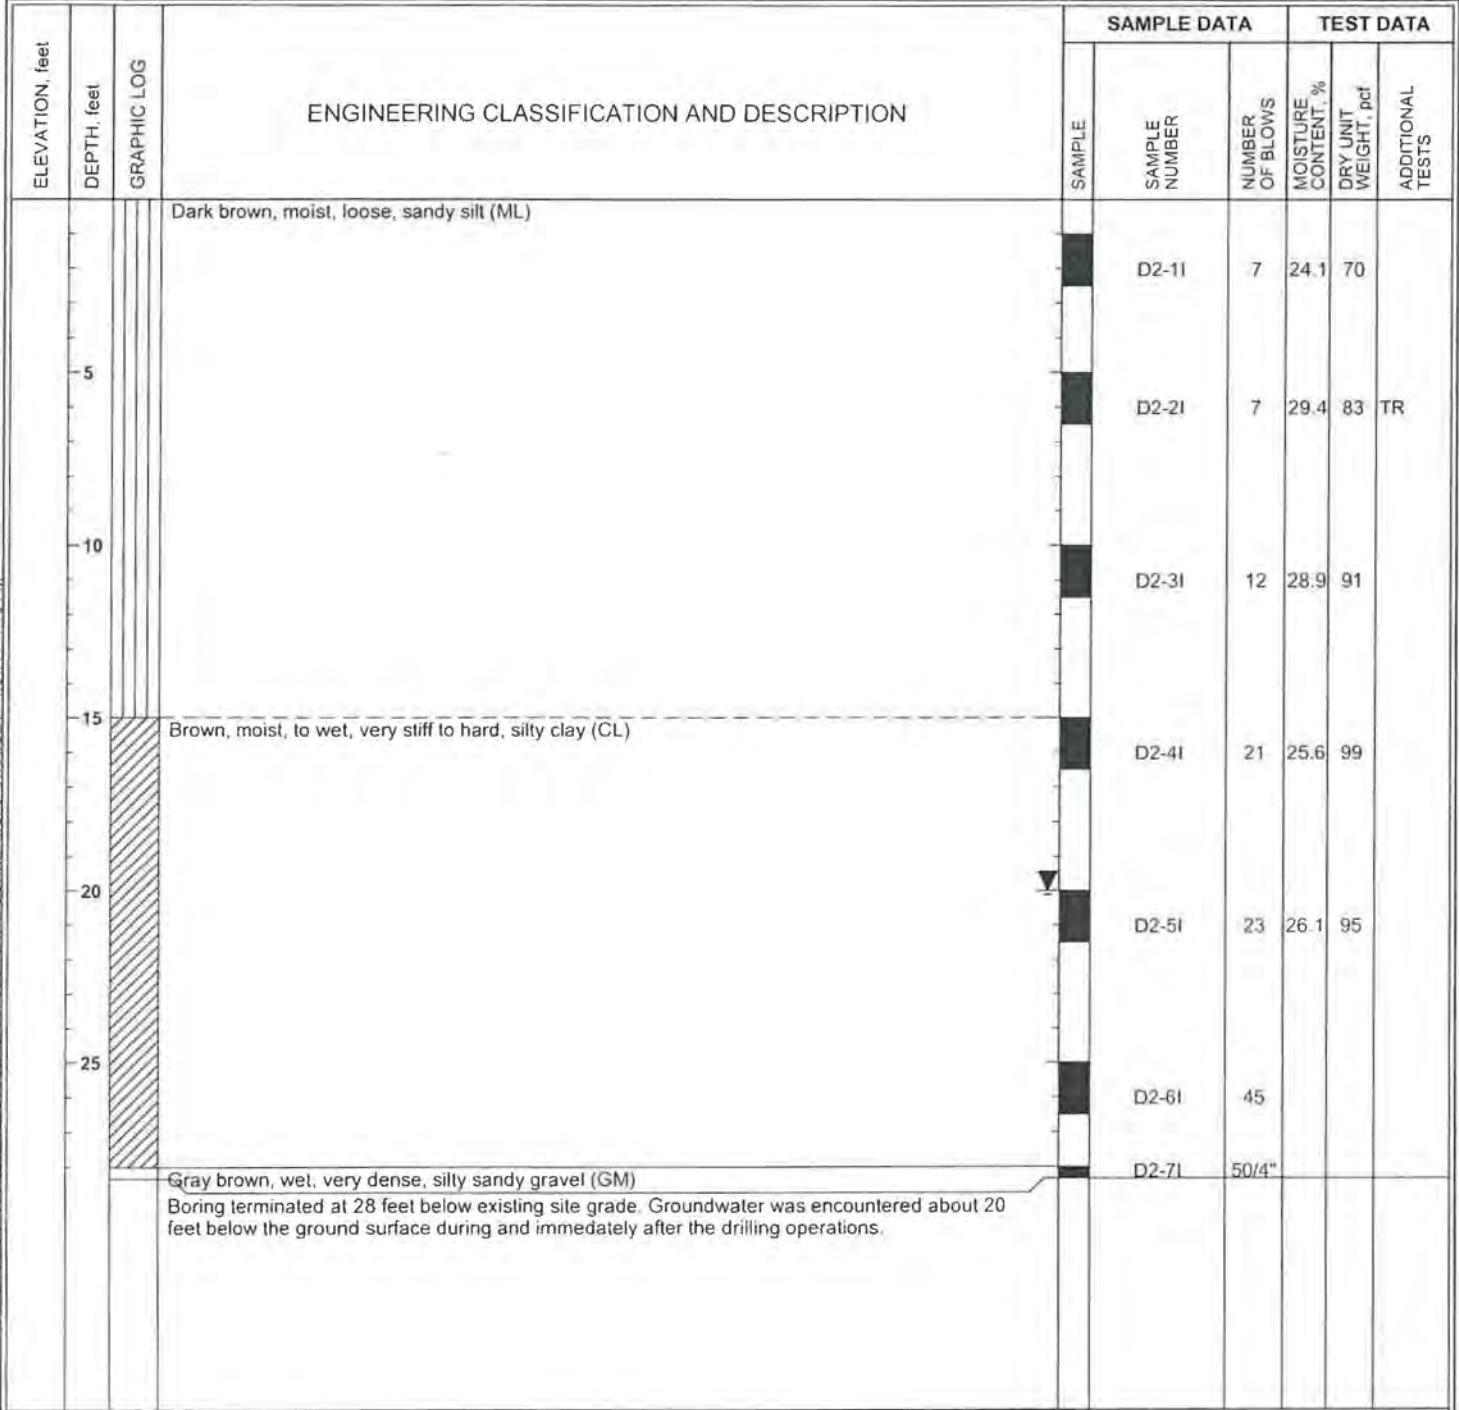 SAMPLE DATA TEST DATA
ELEVATION, feet
DEPTH, feet
GRAPHIC LOG
ENGINEERING CLASSIFICATION AND DESCRIPTION
SAMPLE
SAMPLE
NUMBER
NUMBER
OF BLOWS
MOISTURE
CONTENT, %
DRY UNIT
WEIGHT, pcf
ADDITIONAL
TESTS
Dark brown, moist, loose, sandy silt (ML)
D2-1I 7 24.1 70
5
D2-2I 7 29.4 83 TR
10
D2-3I 12 28.9 91
15
Brown, moist, to wet, very stiff to hard, silty clay (CL)
D2-4I 21 25.6 99
20
D2-5I 23 26.1 95
25
D2-6I 45
D2-7I 50/4"
Gray brown, wet, very dense, silty sandy gravel (GM)
Boring terminated at 28 feet below existing site grade. Groundwater was encountered about 20
feet below the ground surface during and immedately after the drilling operations.